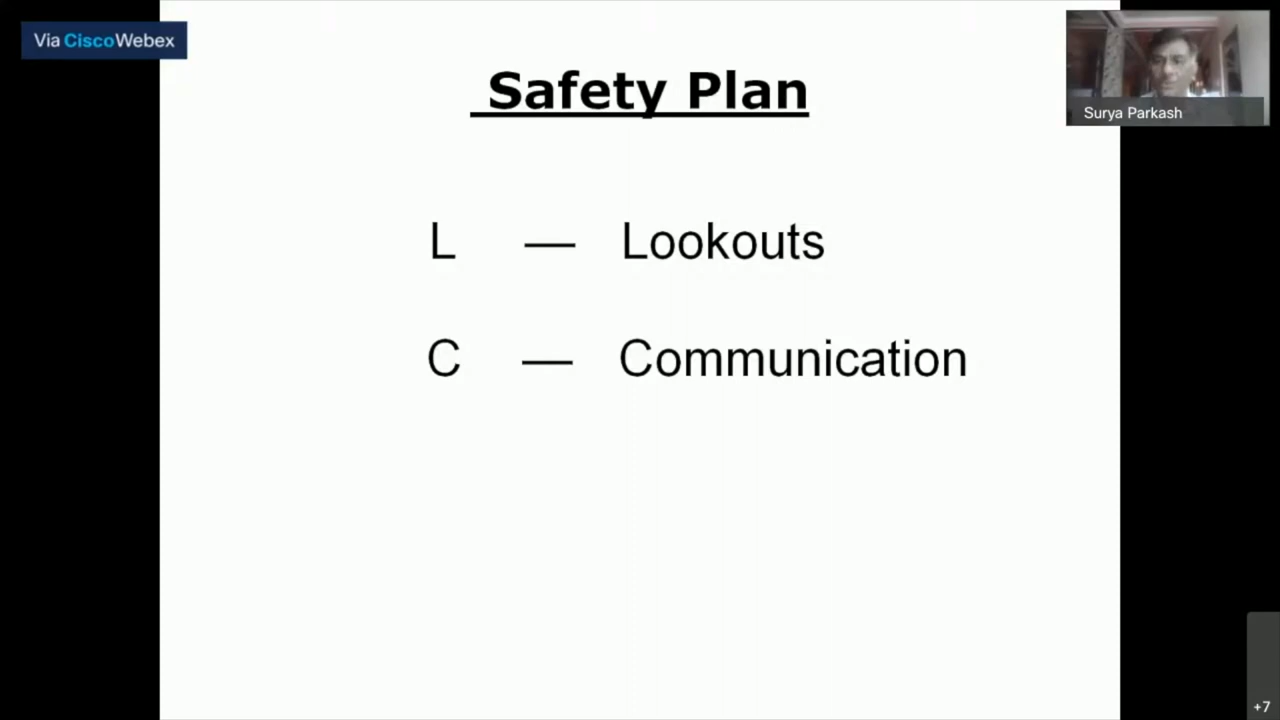 Via CiscoWebex
Surya Parkash
Safety Plan
L — Lookouts
C — Communication
+7